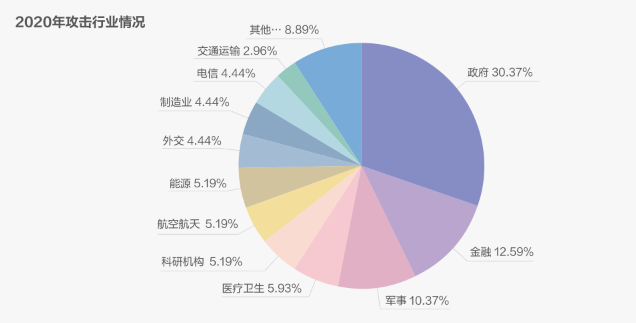 2020年攻击行业情况
其他… 8.89%
交通运输 2.96%
电信 4.44%
制造业 4.44%
外交 4.44%
能源 5.19%
航空航天 5.19%
科研机构 5.19%
医疗卫生 5.93%
军事 10.37%
金融 12.59%
政府 30.37%